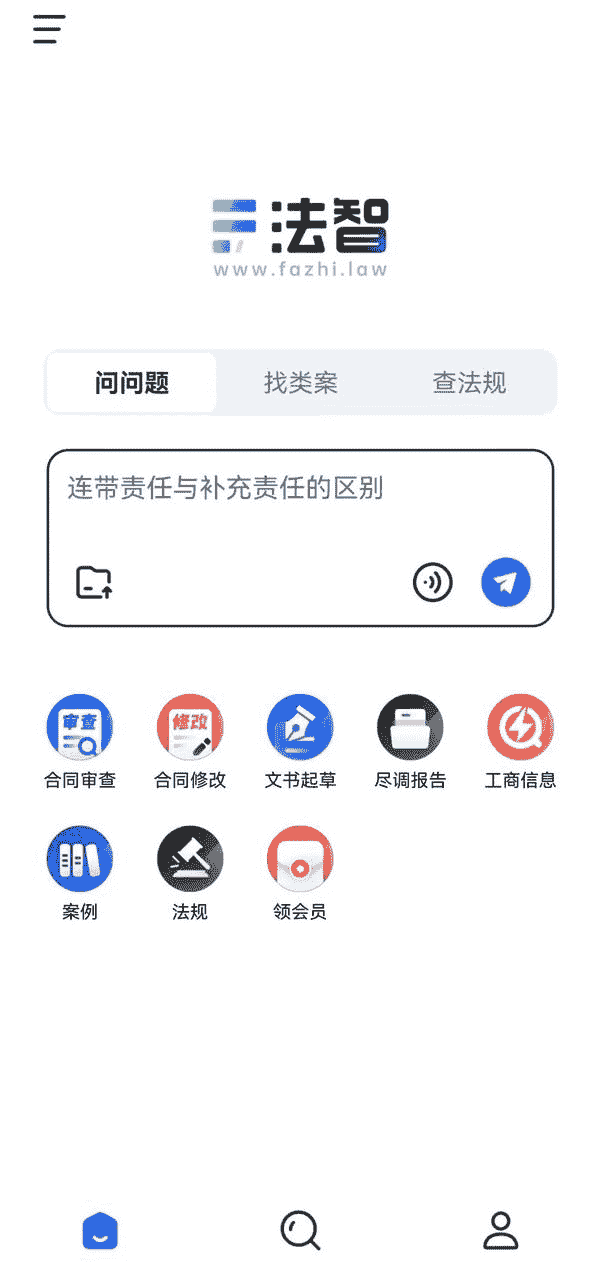 法智
www.fazhi.law
问问题 找类案 查法规
连带责任与补充责任的区别
审查 修改
合同审查 合同修改 文书起草 尽调报告 工商信息
案例 法规 领会员